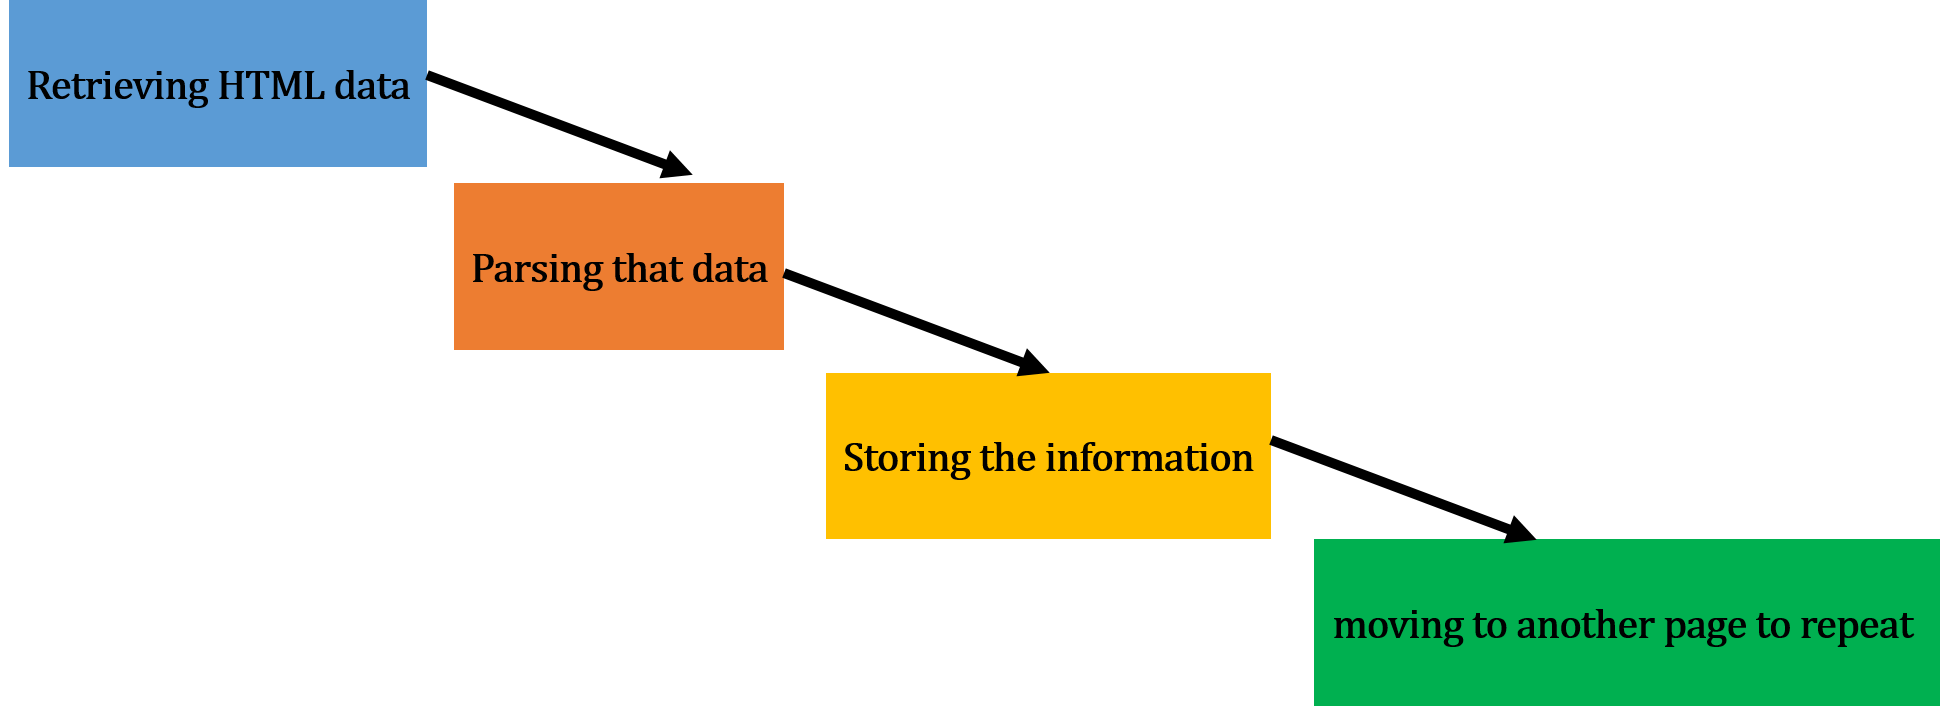 Retrieving HTML data
Parsing that data
Storing the information
moving to another page to repeat